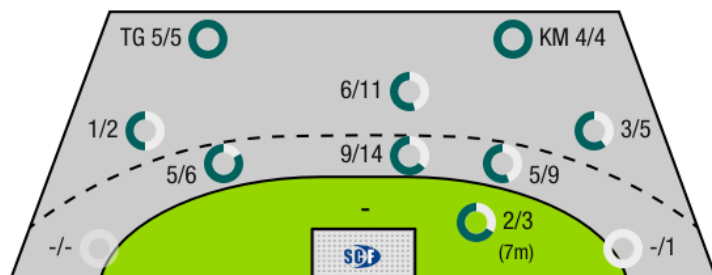 TG 5/5
KM 4/4
6/11
1/2
3/5
5/6
9/14
5/9
-
2/3
(7m)
-/-
-/1
SCF